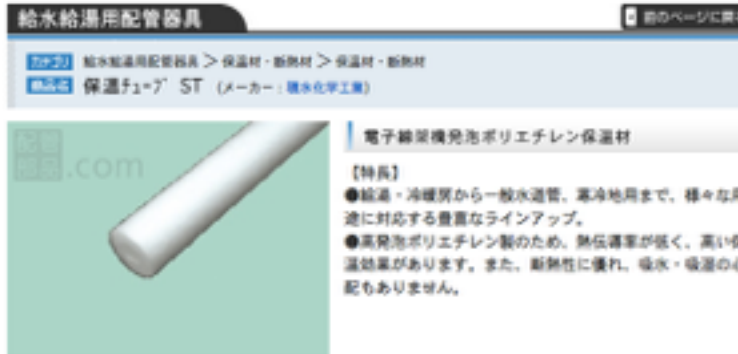 給水給湯用配管器具
前のページに戻
カテゴリ 給水給湯用配管器具 > 保温材・断熱材 > 保温材・断熱材
商品名 保温ﾁｭｰﾌﾞ ST (メーカー：積水化学工業)
配管部品.com
電子線架橋発泡ポリエチレン保温材
【特長】
●給湯・冷暖房から一般水道管、寒冷地用まで、様々な用
途に対応する豊富なラインアップ。
●高発泡ポリエチレン製のため、熱伝導率が低く、高い保
温効果があります。また、断熱性に優れ、吸水・吸湿の心
配もありません。